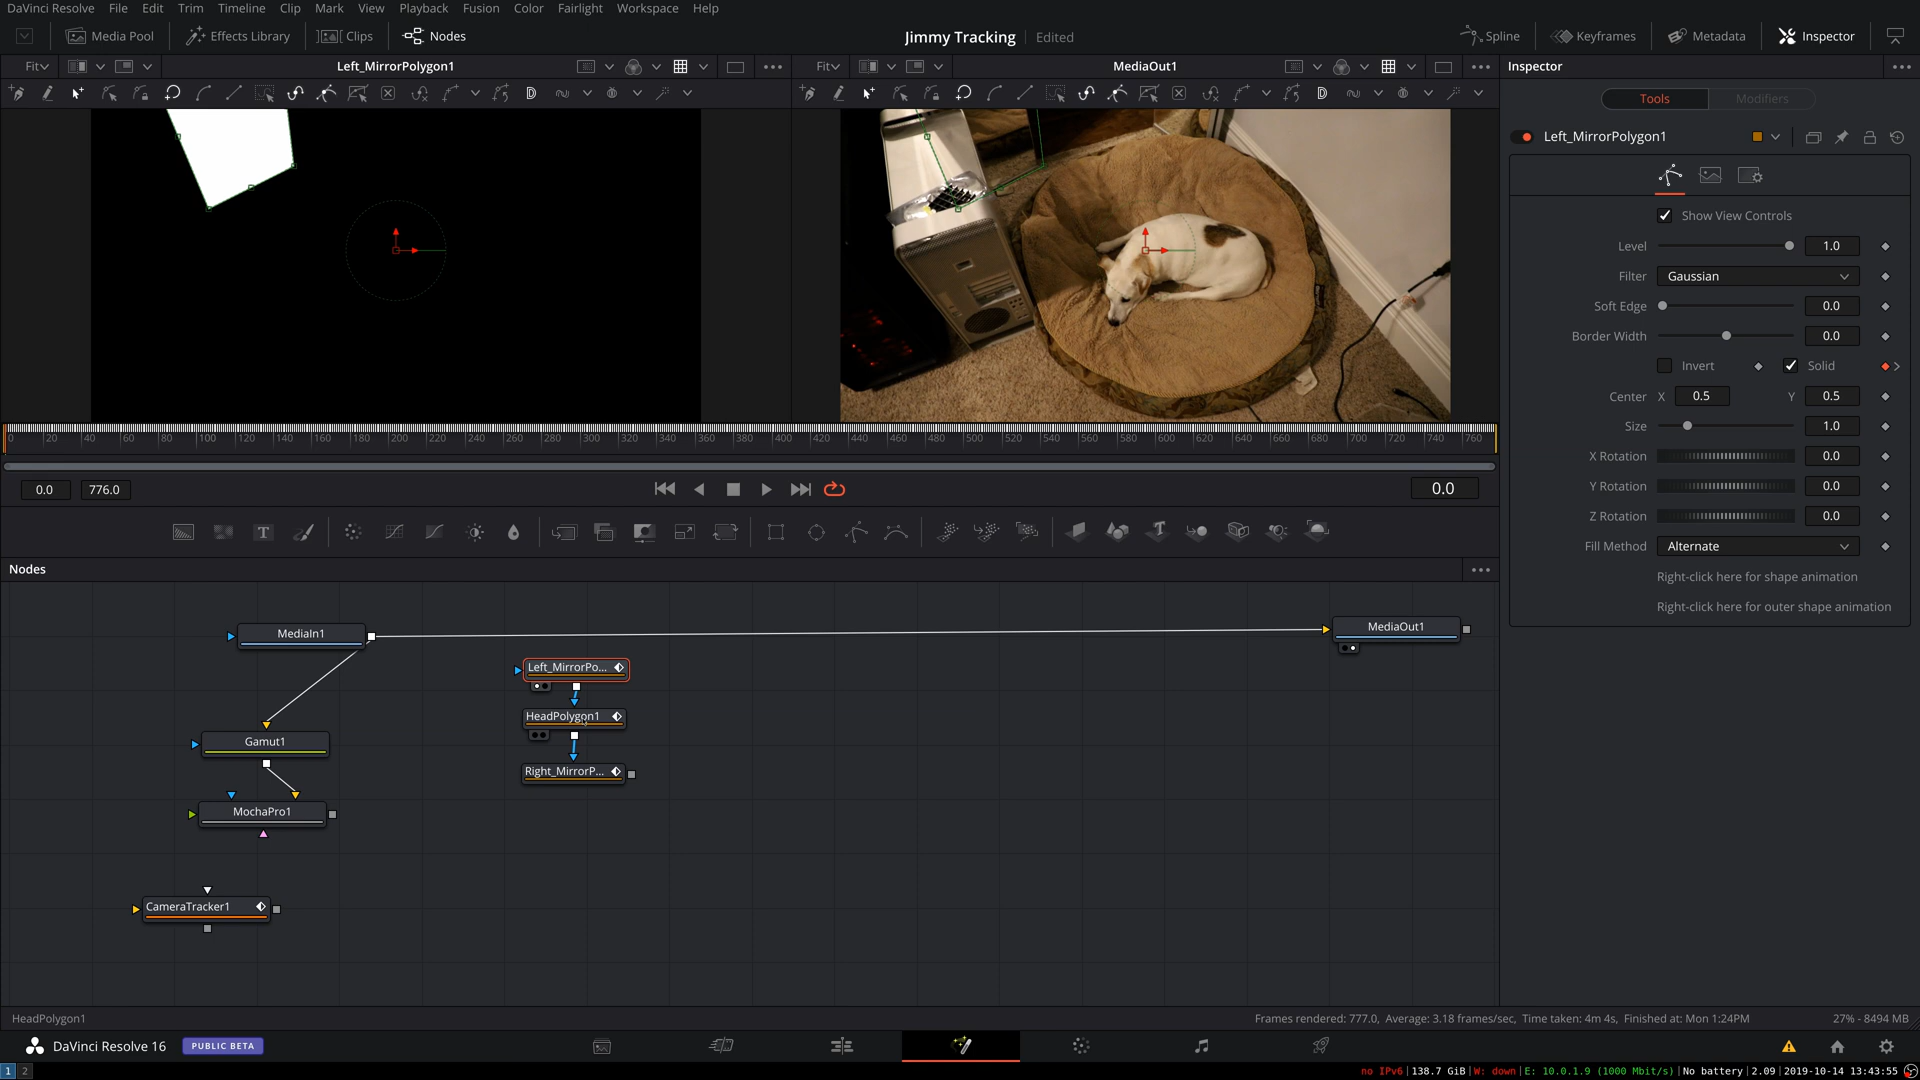 DaVinci Resolve File Edit Trim Timeline Clip Mark View Playback Fusion Color Fairlight Workspace Help
Media Pool Effects Library Clips Nodes Jimmy Tracking Edited Spline Keyframes Metadata Inspector
Fit Left_MirrorPolygon1 Fit MediaOut1 Inspector
Tools Modifiers
Left_MirrorPolygon1
Show View Controls
Level 1.0
Filter Gaussian
Soft Edge 0.0
Border Width 0.0
Invert Solid
Center X 0.5 Y 0.5
Size 1.0
X Rotation 0.0
Y Rotation 0.0
Z Rotation 0.0
Fill Method Alternate
Right-click here for shape animation
Right-click here for outer shape animation
0 20 40 60 80 100 120 140 160 180 200 220 240 260 280 300 320 340 360 380 400 420 440 460 480 500 520 540 560 580 600 620 640 660 680 700 720 740 760
0.0 776.0 0.0
Nodes
MediaIn1
MediaOut1
Left_MirrorPo...
HeadPolygon1
Right_MirrorP...
Gamut1
MochaPro1
CameraTracker1
HeadPolygon1 Frames rendered: 777.0, Average: 3.18 frames/sec, Time taken: 4m 4s, Finished at: Mon 1:24PM 27% - 8494 MB
DaVinci Resolve 16 PUBLIC BETA
1 2 no IPv6|138.7 GiB|W: down|E: 10.0.1.9 (1000 Mbit/s)|No battery|2.09|2019-10-14 13:43:55